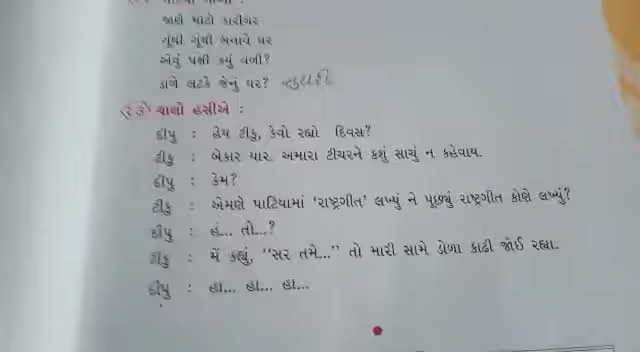 જાણે મોટો કારીગર
ગૂંથી ગૂંથી બનાવે ઘર
એવું પક્ષી કયું વળી?
ડાળે લટકે જેનું ઘર? સુઘરી
(૨૩) ચાલો હસીએ :
દીપુ : હેય ટીકુ, કેવો રહ્યો દિવસ?
ટીકુ : બેકાર યાર. અમારા ટીચરને કશું સાચું ન કહેવાય.
દીપુ : કેમ?
ટીકુ : એમણે પાટિયામાં ‘રાષ્ટ્રગીત’ લખ્યું ને પૂછ્યું રાષ્ટ્રગીત કોણે લખ્યું?
દીપુ : હં... તો...?
ટીકુ : મેં કહ્યું, “સર તમે...” તો મારી સામે ડોળા કાઢી જોઈ રહ્યા.
દીપુ : હા... હા... હા...